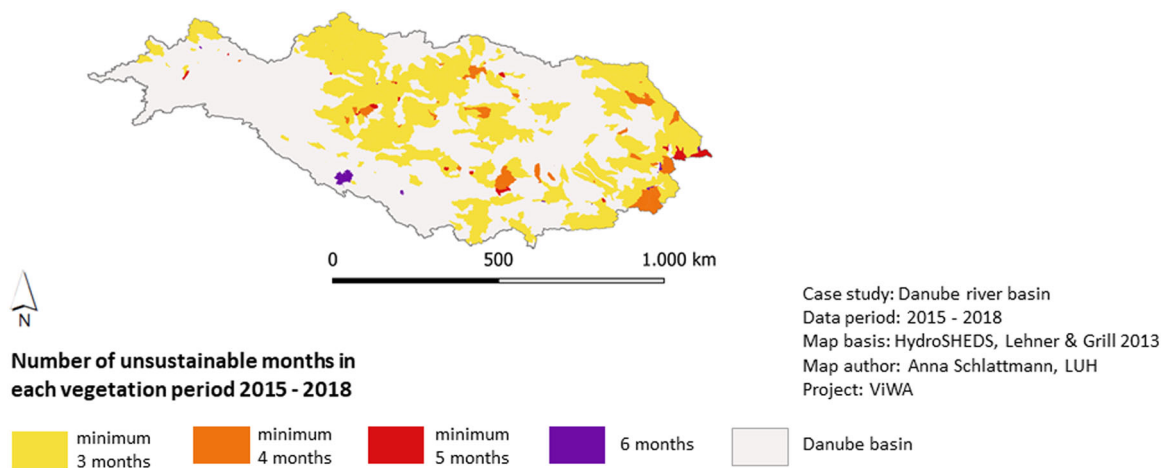 0 500 1.000 km
N
Case study: Danube river basin
Data period: 2015 - 2018
Map basis: HydroSHEDS, Lehner & Grill 2013
Map author: Anna Schlattmann, LUH
Project: ViWA
Number of unsustainable months in
each vegetation period 2015 - 2018
minimum
3 months
minimum
4 months
minimum
5 months
6 months
Danube basin